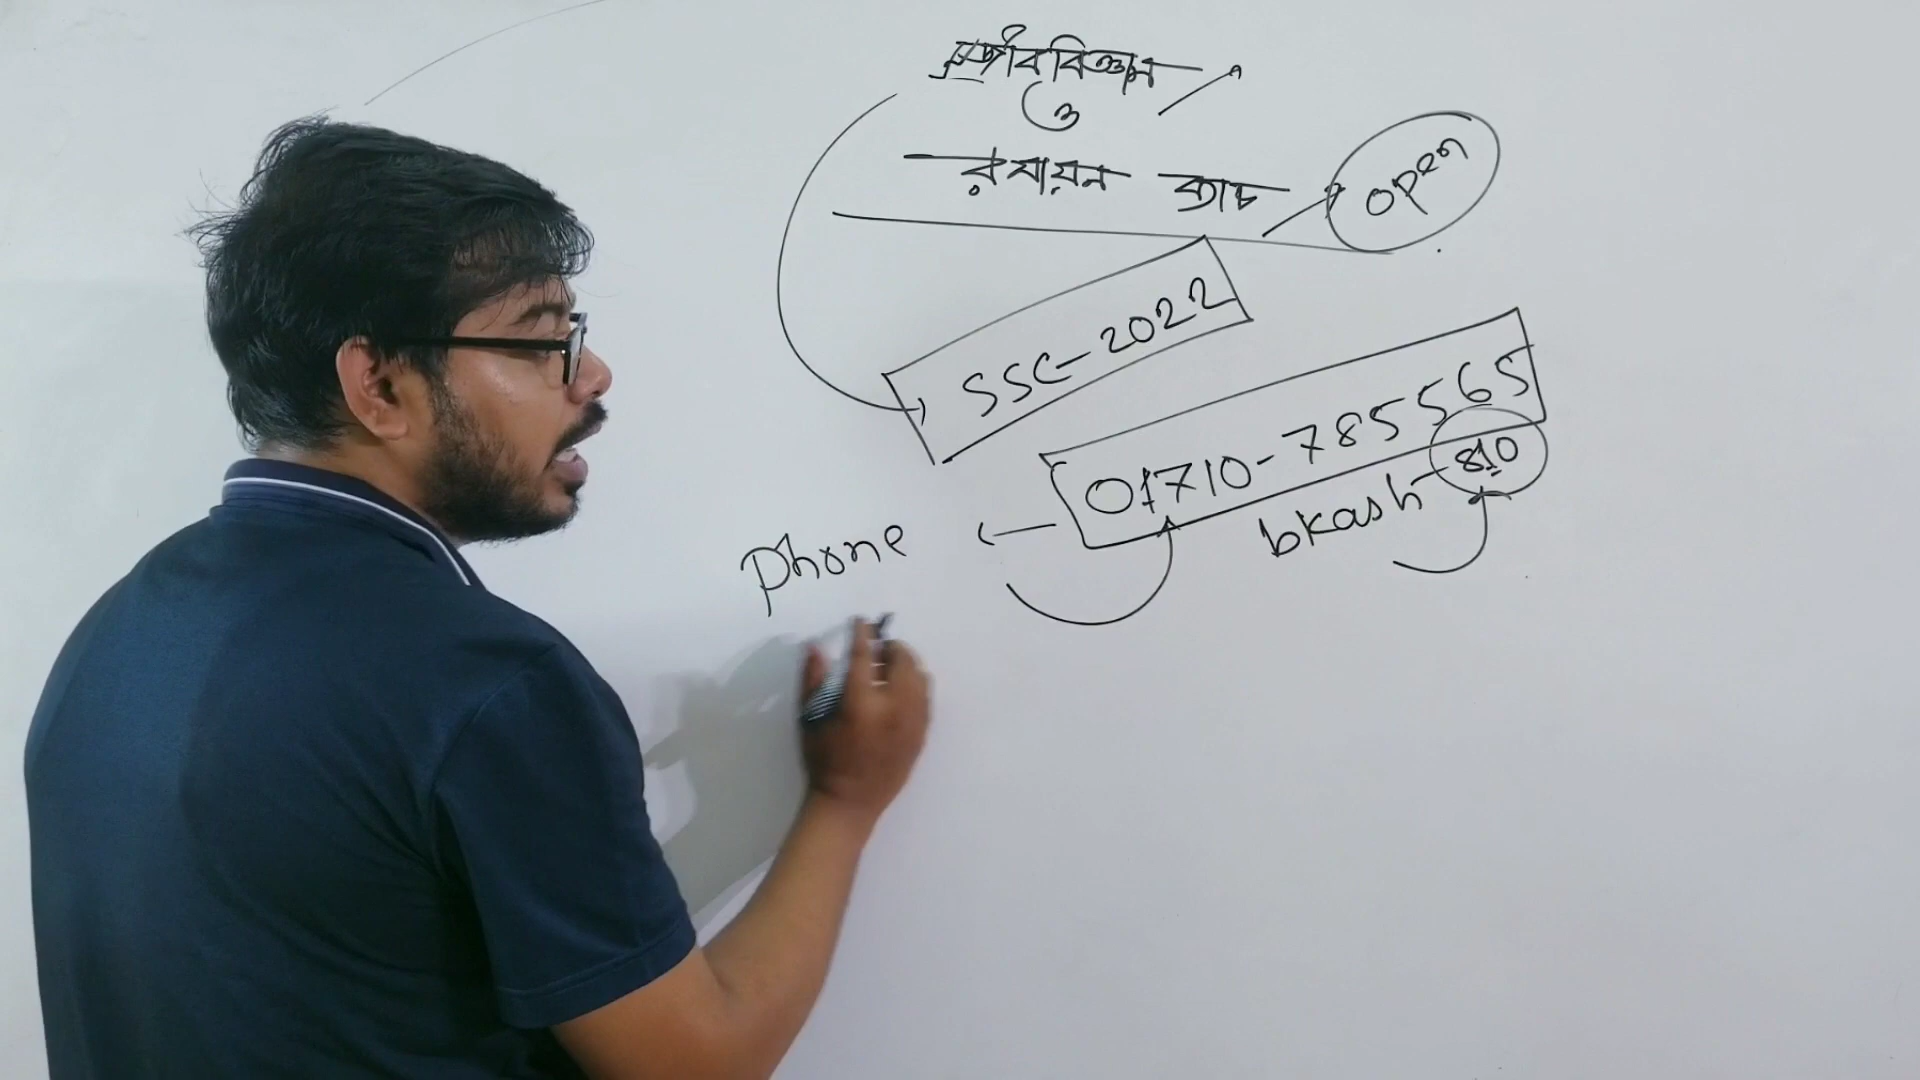 জীববিজ্ঞান
ও
রসায়ন ব্যাচ open
SSC-2022
01710-785565
bkash-810
Phone